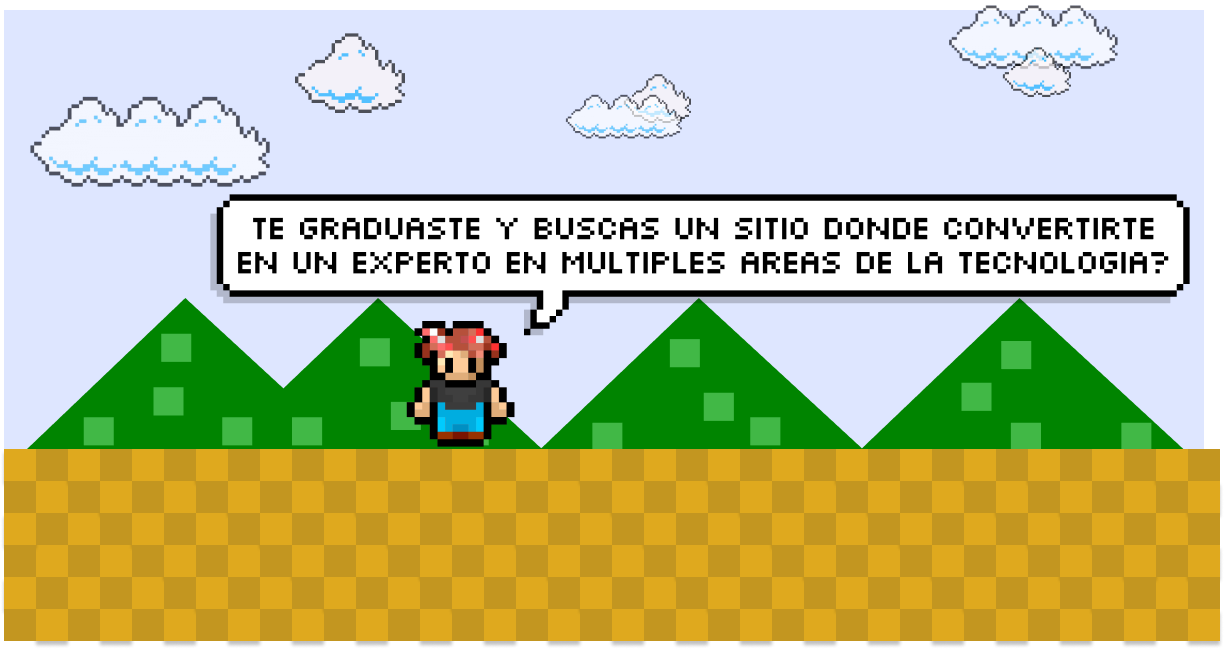 TE GRADUASTE Y BUSCAS UN SITIO DONDE CONVERTIRTE
EN UN EXPERTO EN MULTIPLES AREAS DE LA TECNOLOGIA?